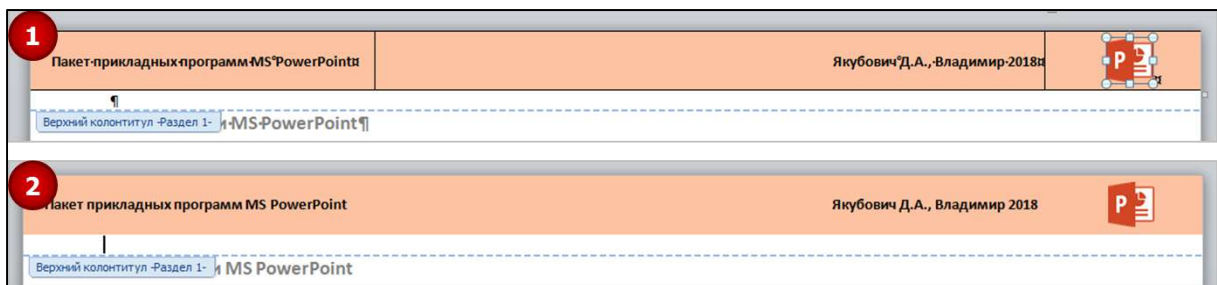 1
Пакет·прикладных·программ·MS°PowerPoint¤ Якубович°Д.А.,·Владимир·2018¤ P ¤
¶
Верхний колонтитул -Раздел 1- и·MS·PowerPoint¶
2
Пакет прикладных программ MS PowerPoint Якубович Д.А., Владимир 2018 P
Верхний колонтитул -Раздел 1- и MS PowerPoint